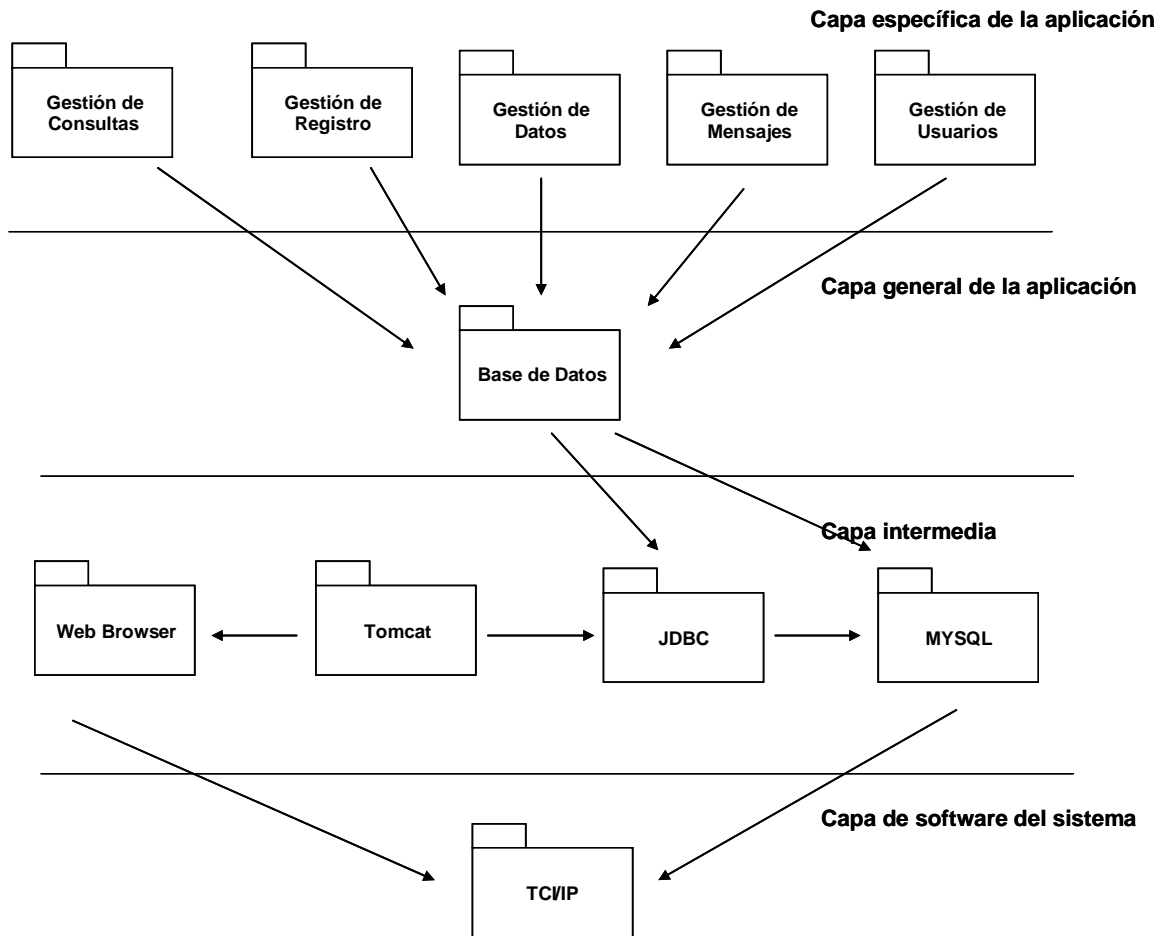 Capa específica de la aplicación
Gestión de
Consultas
Gestión de
Registro
Gestión de
Datos
Gestión de
Mensajes
Gestión de
Usuarios
Capa general de la aplicación
Base de Datos
Capa intermedia
Web Browser
Tomcat
JDBC
MYSQL
Capa de software del sistema
TCI/IP